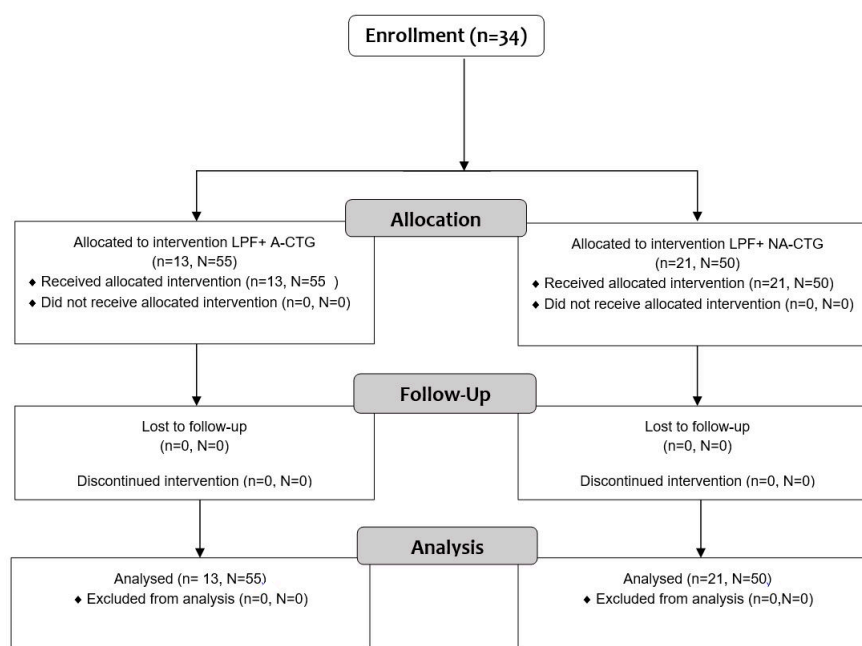 Enrollment (n=34)
Allocation
Allocated to intervention LPF+ A-CTG
(n=13, N=55)
♦ Received allocated intervention (n=13, N=55 )
♦ Did not receive allocated intervention (n=0, N=0)
Allocated to intervention LPF+ NA-CTG
(n=21, N=50)
♦ Received allocated intervention (n=21, N=50)
♦ Did not receive allocated intervention (n=0, N=0)
Follow-Up
Lost to follow-up
(n=0, N=0)
Discontinued intervention (n=0, N=0)
Lost to follow-up
(n=0, N=0)
Discontinued intervention (n=0, N=0)
Analysis
Analysed (n= 13, N=55)
♦ Excluded from analysis (n=0, N=0)
Analysed (n=21, N=50)
♦ Excluded from analysis (n=0,N=0)